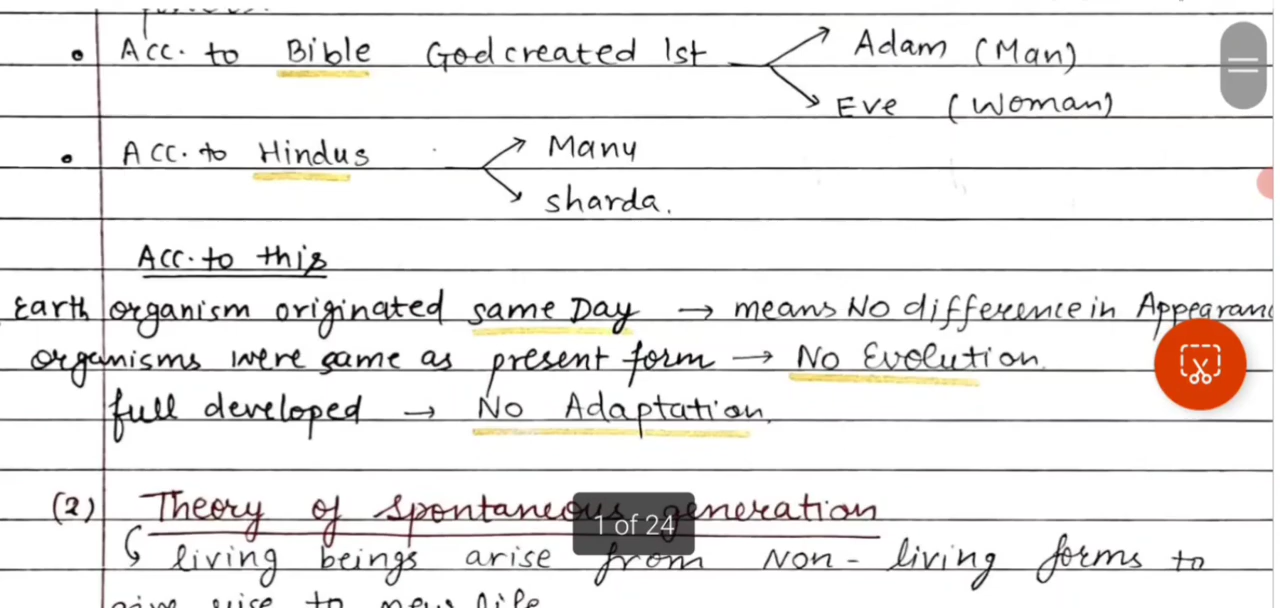 • Acc. to Bible God created 1st → Adam (Man)
→ Eve (Woman)
• Acc. to Hindus → Manu
→ sharda.
Acc. to this
Earth organism originated same Day → means No difference in
organisms were same as present form → No Evolution.
full developed → No Adaptation.
(2) Theory of spontaneous generation
1 of 24
living beings arise from Non-living forms to